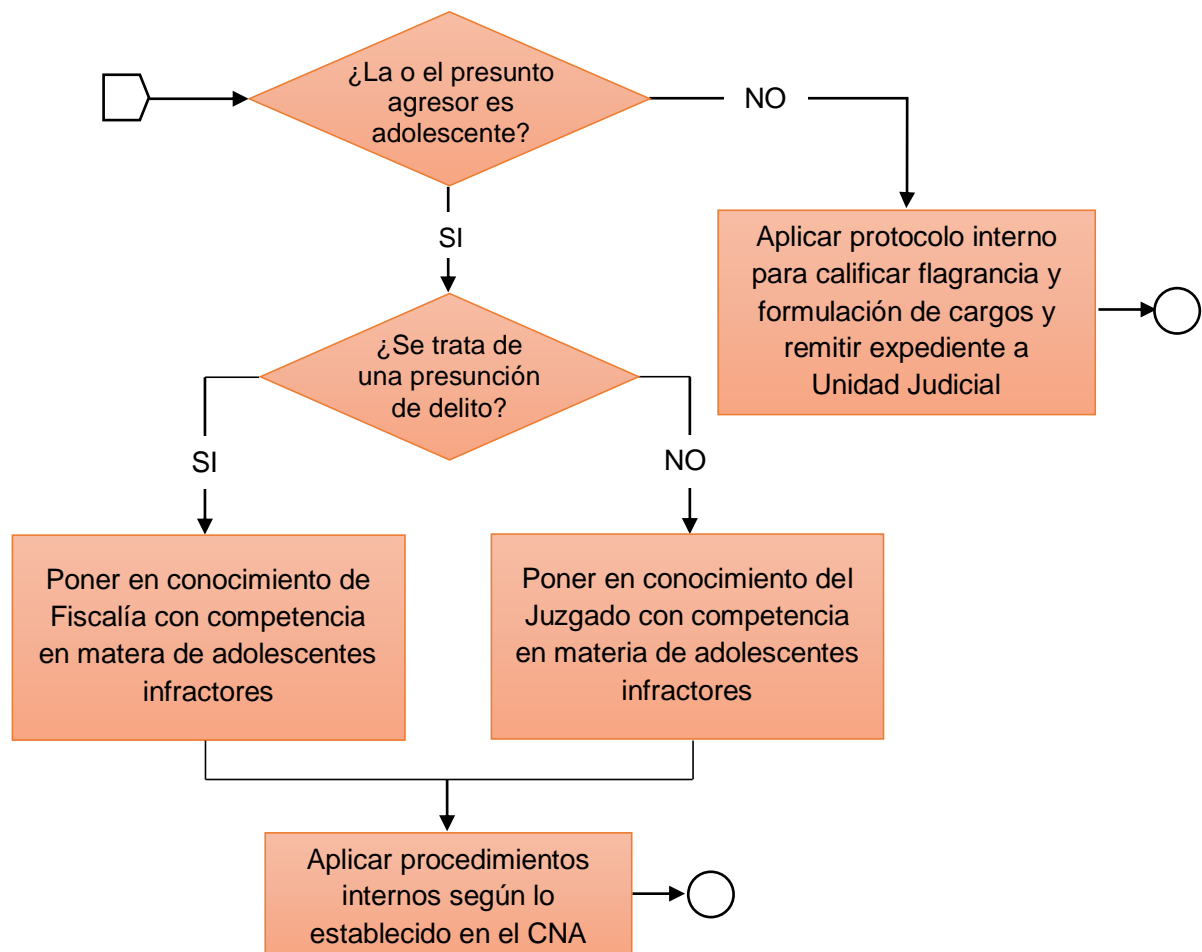 ¿La o el presunto
agresor es
adolescente?
NO
SI
Aplicar protocolo interno
para calificar flagrancia y
formulación de cargos y
remitir expediente a
Unidad Judicial
¿Se trata de
una presunción
de delito?
SI
NO
Poner en conocimiento de
Fiscalía con competencia
en matera de adolescentes
infractores
Poner en conocimiento del
Juzgado con competencia
en materia de adolescentes
infractores
Aplicar procedimientos
internos según lo
establecido en el CNA